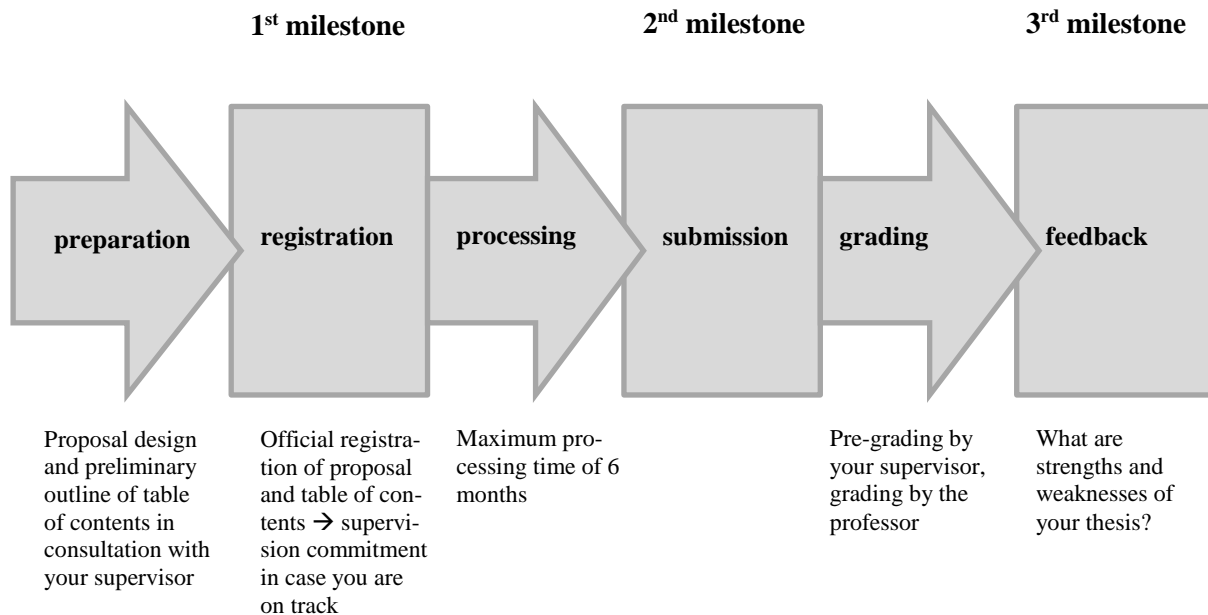 1st milestone
2nd milestone
3rd milestone
preparation
registration
processing
submission
grading
feedback
Proposal design
and preliminary
outline of table
of contents in
consultation with
your supervisor
Official registra-
tion of proposal
and table of con-
tents → supervi-
sion commitment
in case you are
on track
Maximum pro-
cessing time of 6
months
Pre-grading by
your supervisor,
grading by the
professor
What are
strengths and
weaknesses of
your thesis?